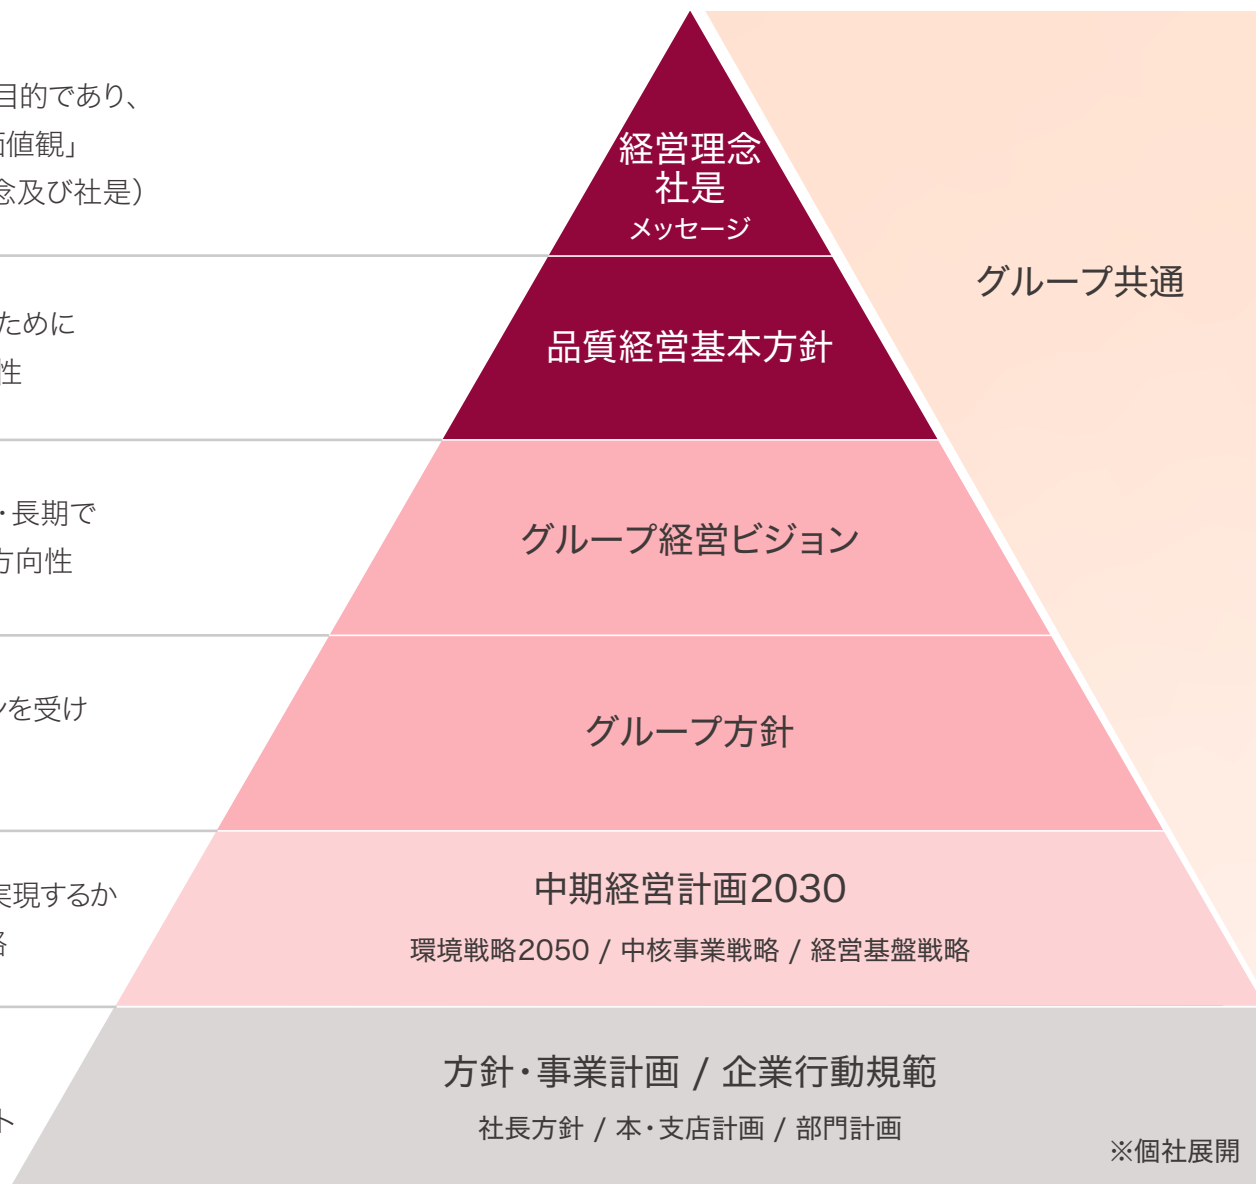 目的であり、
値観」
念及び社是）
経営理念
社是
メッセージ
グループ共通
ために
性
品質経営基本方針
・長期で
方向性
グループ経営ビジョン
を受け
グループ方針
実現するか
中期経営計画2030
環境戦略2050 / 中核事業戦略 / 経営基盤戦略
方針・事業計画 / 企業行動規範
ト
社長方針 / 本・支店計画 / 部門計画
※個社展開